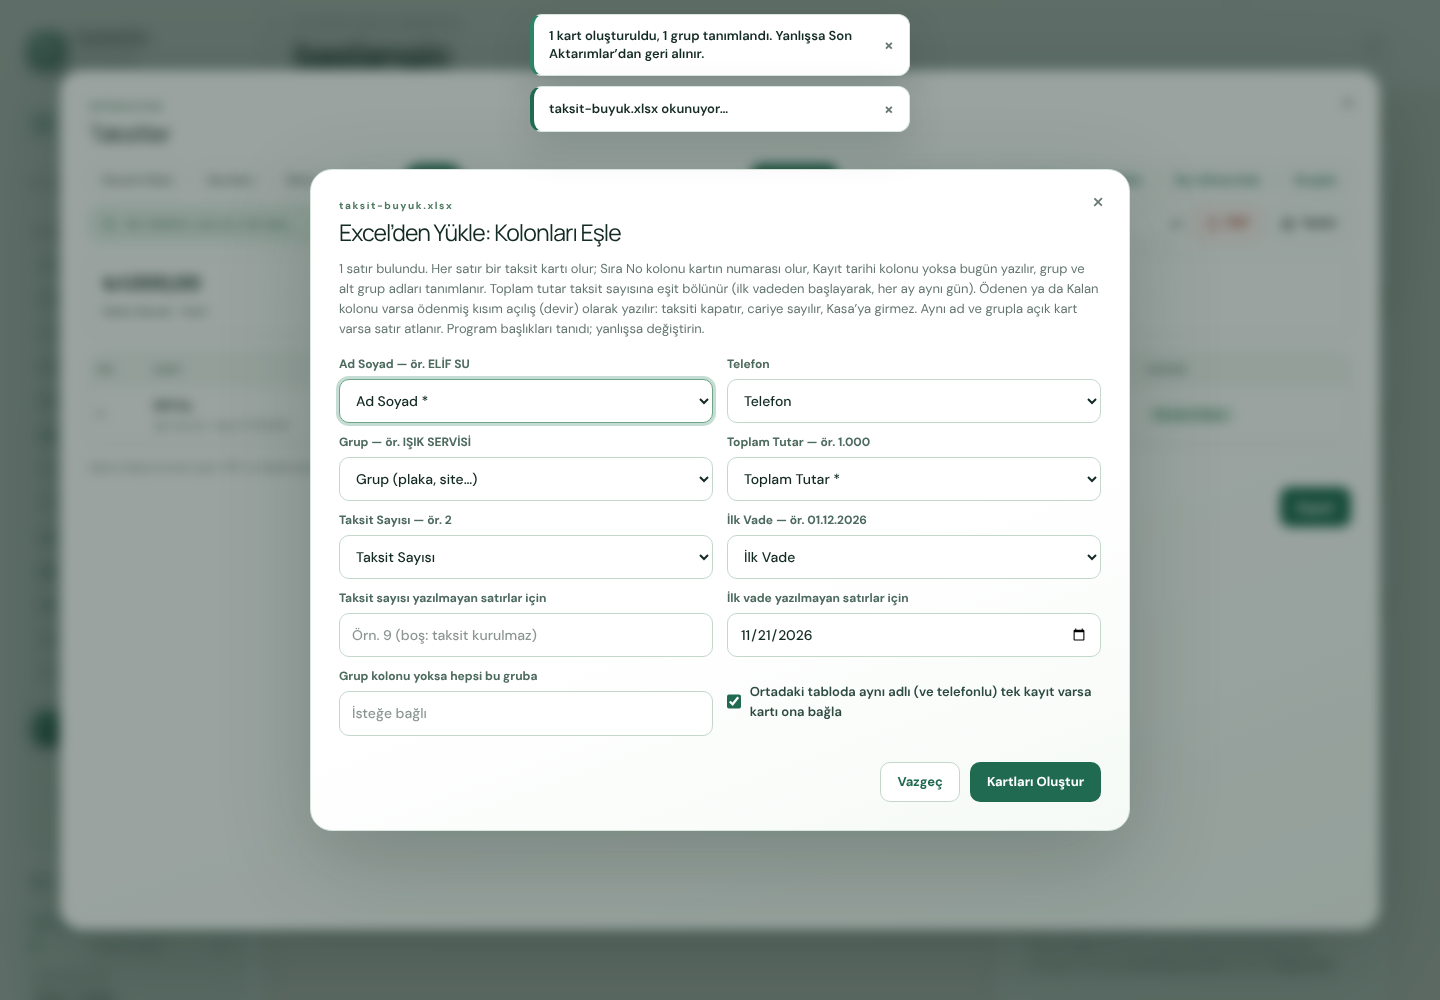 1 kart oluşturuldu, 1 grup tanımlandı. Yanlışsa Son
Aktarımlar’dan geri alınır.
×
taksit-buyuk.xlsx okunuyor…
×
taksit-buyuk.xlsx
×
Excel’den Yükle: Kolonları Eşle
1 satır bulundu. Her satır bir taksit kartı olur; Sıra No kolonu kartın numarası olur, Kayıt tarihi kolonu yoksa bugün yazılır, grup ve
alt grup adları tanımlanır. Toplam tutar taksit sayısına eşit bölünür (ilk vadeden başlayarak, her ay aynı gün). Ödenen ya da Kalan
kolonu varsa ödenmiş kısım açılış (devir) olarak yazılır: taksiti kapatır, cariye sayılır, Kasa’ya girmez. Aynı ad ve grupla açık kart
varsa satır atlanır. Program başlıkları tanıdı; yanlışsa değiştirin.
Ad Soyad — ör. ELİF SU
Telefon
Ad Soyad *
Telefon
Grup — ör. IŞIK SERVİSİ
Toplam Tutar — ör. 1.000
Grup (plaka, site…)
Toplam Tutar *
Taksit Sayısı — ör. 2
İlk Vade — ör. 01.12.2026
Taksit Sayısı
İlk Vade
Taksit sayısı yazılmayan satırlar için
İlk vade yazılmayan satırlar için
Örn. 9 (boş: taksit kurulmaz)
11/21/2026
Grup kolonu yoksa hepsi bu gruba
İsteğe bağlı
Ortadaki tabloda aynı adlı (ve telefonlu) tek kayıt varsa
kartı ona bağla
Vazgeç
Kartları Oluştur